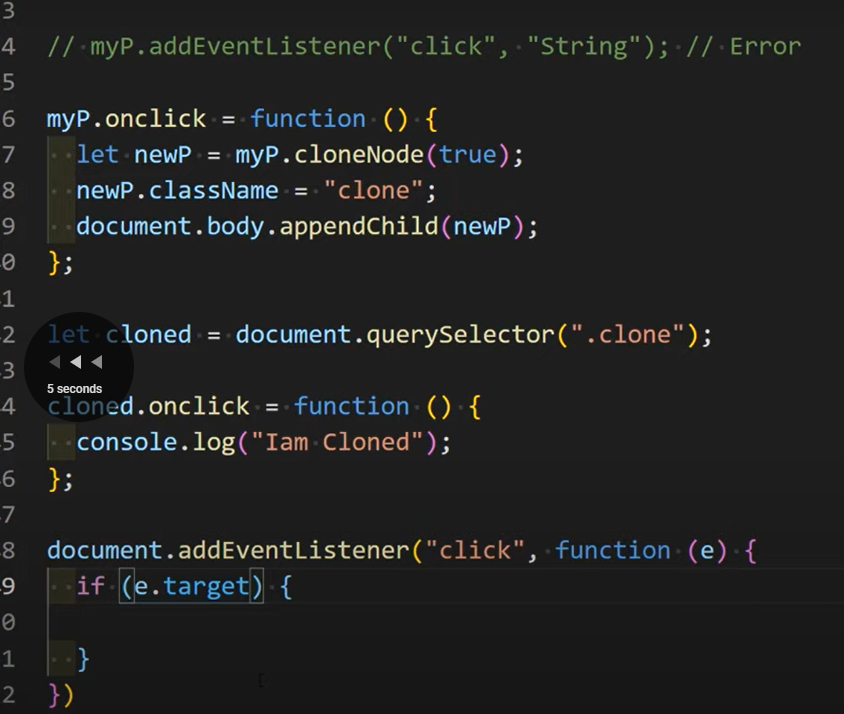 3
4 // myP.addEventListener("click", "String"); // Error
5
6 myP.onclick = function () {
7   let newP = myP.cloneNode(true);
8   newP.className = "clone";
9   document.body.appendChild(newP);
0 };
1
2 let cloned = document.querySelector(".clone");
3
5 seconds
4 cloned.onclick = function () {
5   console.log("Iam Cloned");
6 };
7
8 document.addEventListener("click", function (e) {
9   if (e.target) {
0
1   }
2 })